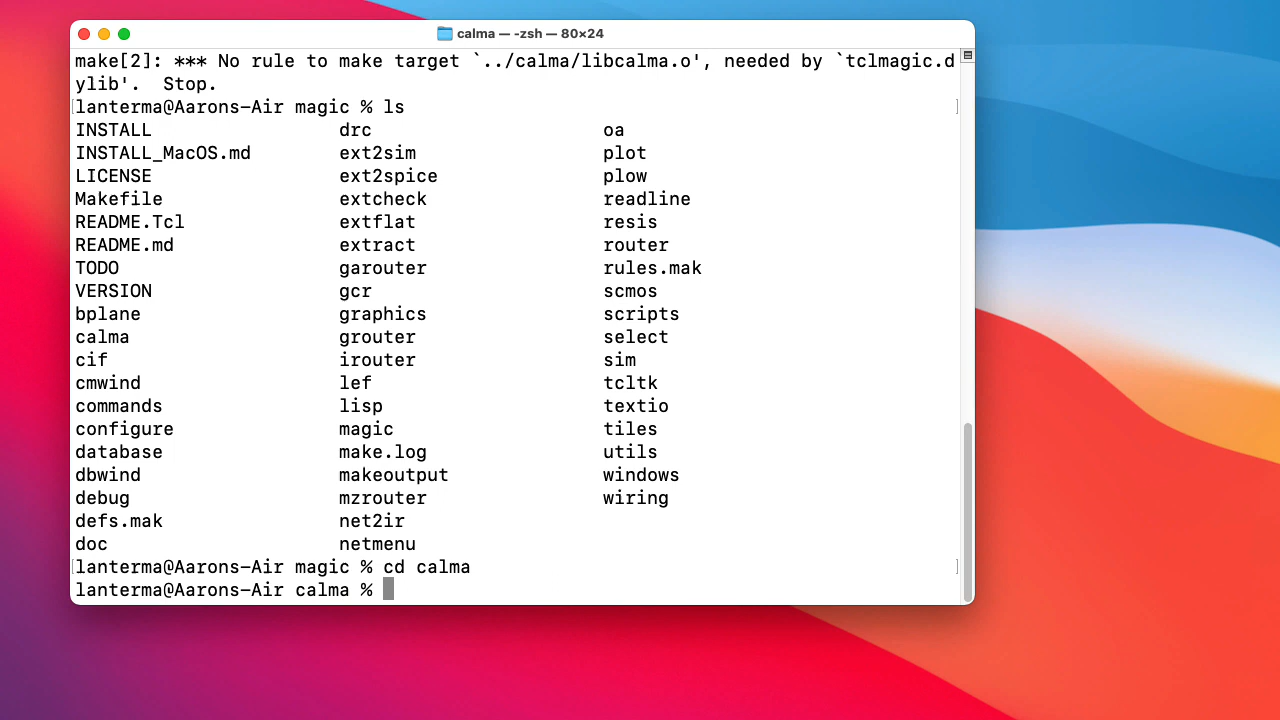 calma — -zsh — 80×24
make[2]: *** No rule to make target `../calma/libcalma.o', needed by `tclmagic.d
ylib'.  Stop.
[lanterma@Aarons-Air magic % ls ]
INSTALL drc oa
INSTALL_MacOS.md ext2sim plot
LICENSE ext2spice plow
Makefile extcheck readline
README.Tcl extflat resis
README.md extract router
TODO garouter rules.mak
VERSION gcr scmos
bplane graphics scripts
calma grouter select
cif irouter sim
cmwind lef tcltk
commands lisp textio
configure magic tiles
database make.log utils
dbwind makeoutput windows
debug mzrouter wiring
defs.mak net2ir
doc netmenu
[lanterma@Aarons-Air magic % cd calma ]
lanterma@Aarons-Air calma %